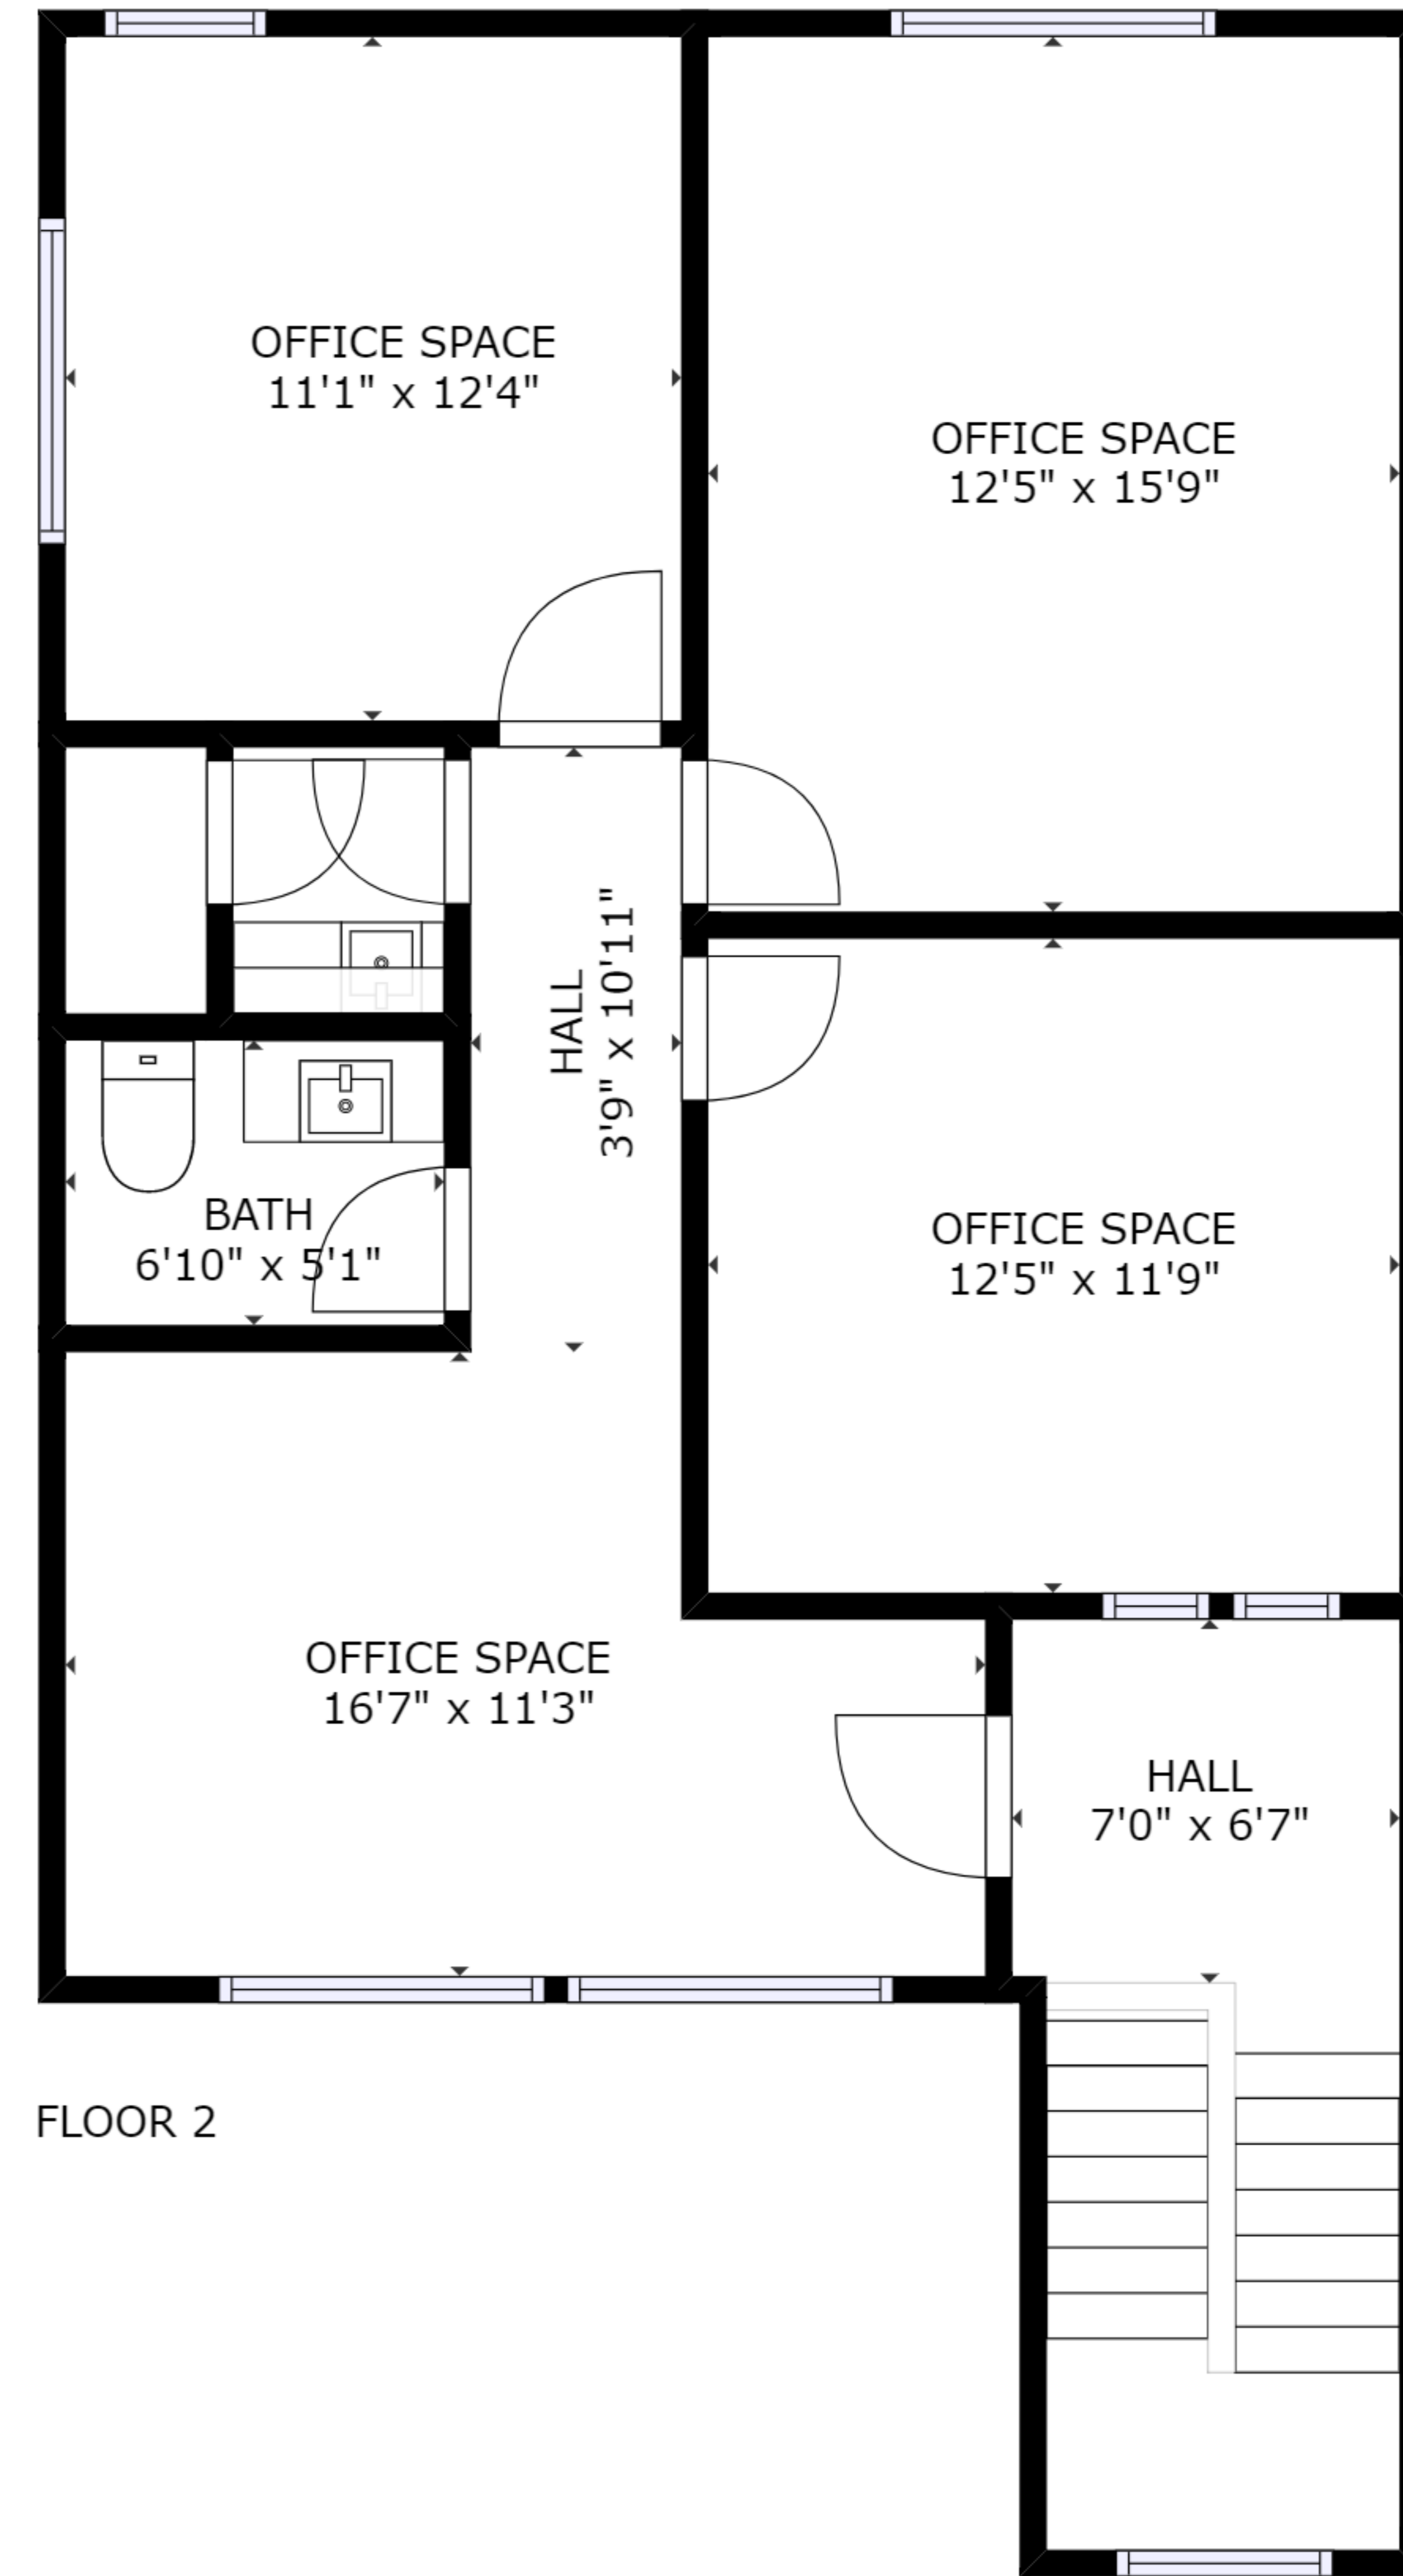 OFFICE SPACE
11'1" x 12'4"
OFFICE SPACE
12'5" x 15'9"
HALL
3'9" x 10'11"
BATH
6'10" x 5'1"
OFFICE SPACE
12'5" x 11'9"
OFFICE SPACE
16'7" x 11'3"
HALL
7'0" x 6'7"
FLOOR 2